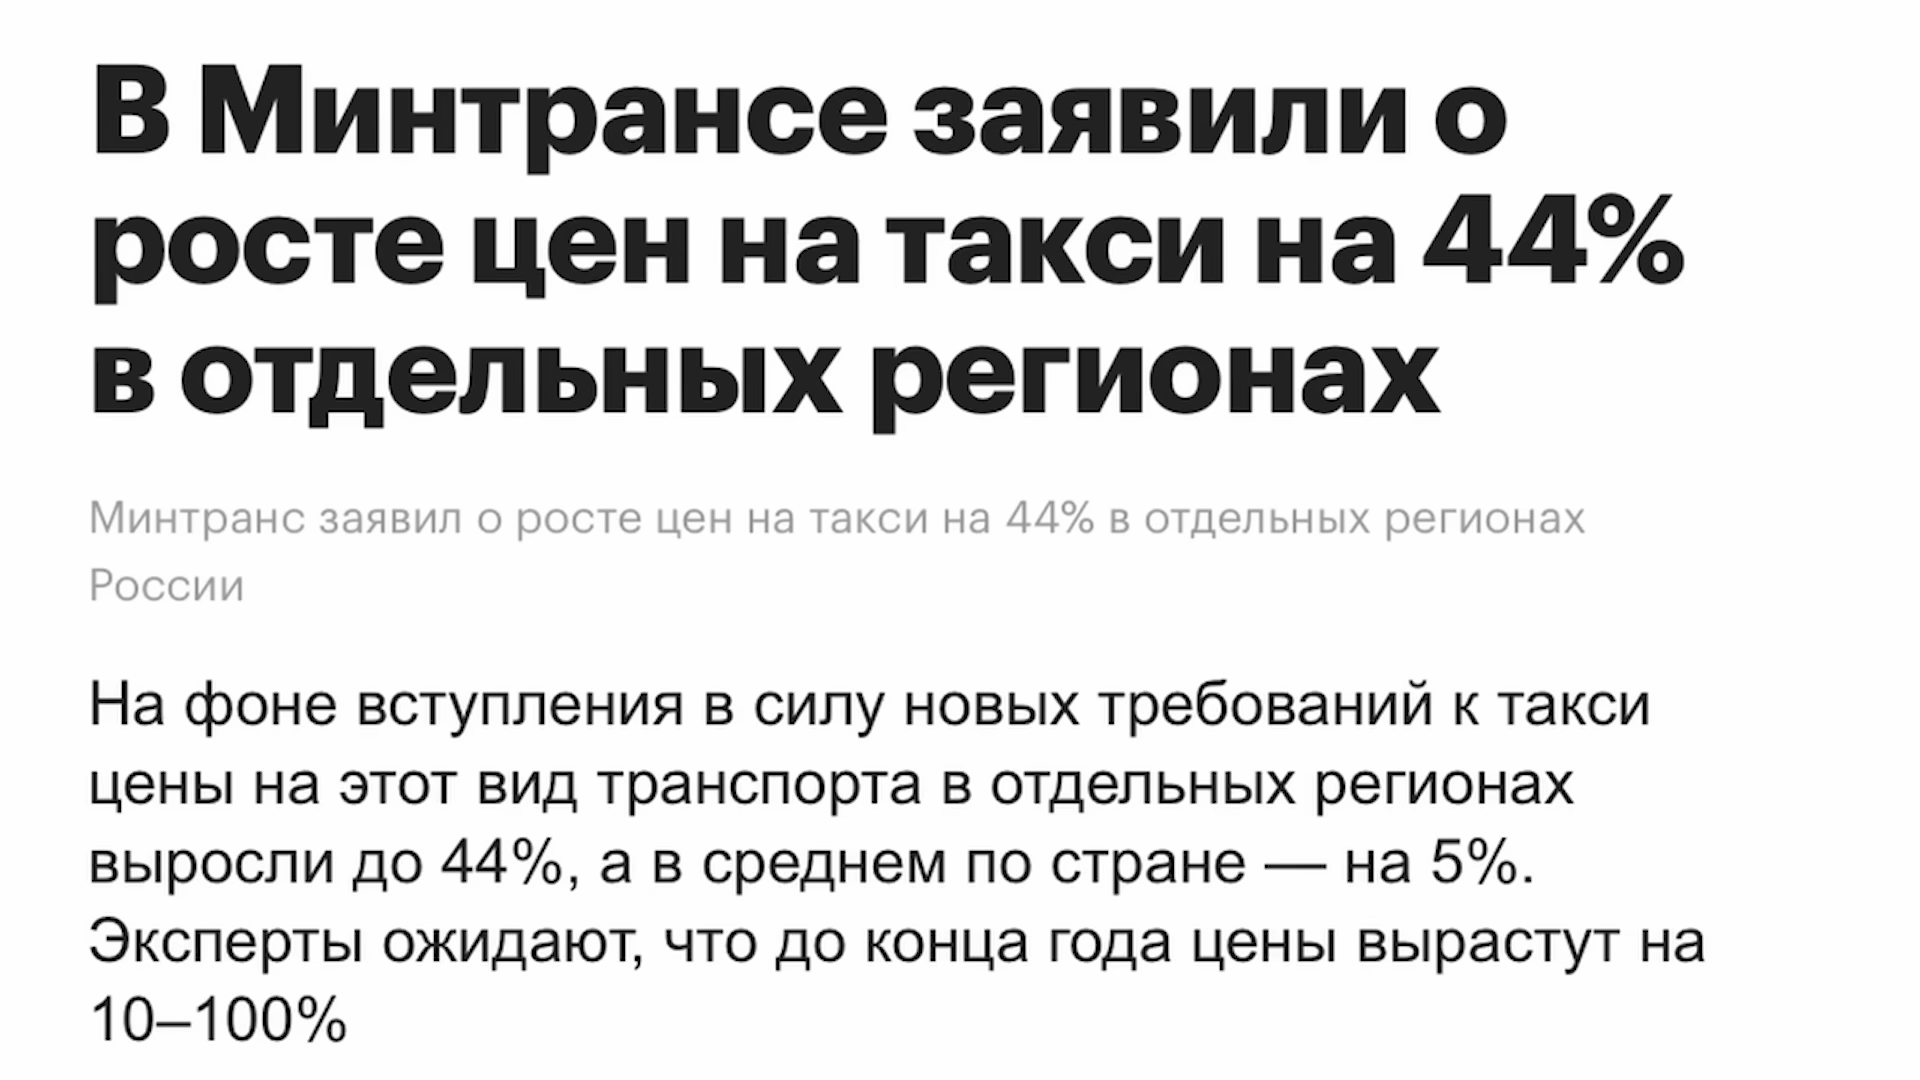 В Минтрансе заявили о
росте цен на такси на 44%
в отдельных регионах
Минтранс заявил о росте цен на такси на 44% в отдельных регионах
России
На фоне вступления в силу новых требований к такси
цены на этот вид транспорта в отдельных регионах
выросли до 44%, а в среднем по стране — на 5%.
Эксперты ожидают, что до конца года цены вырастут на
10–100%